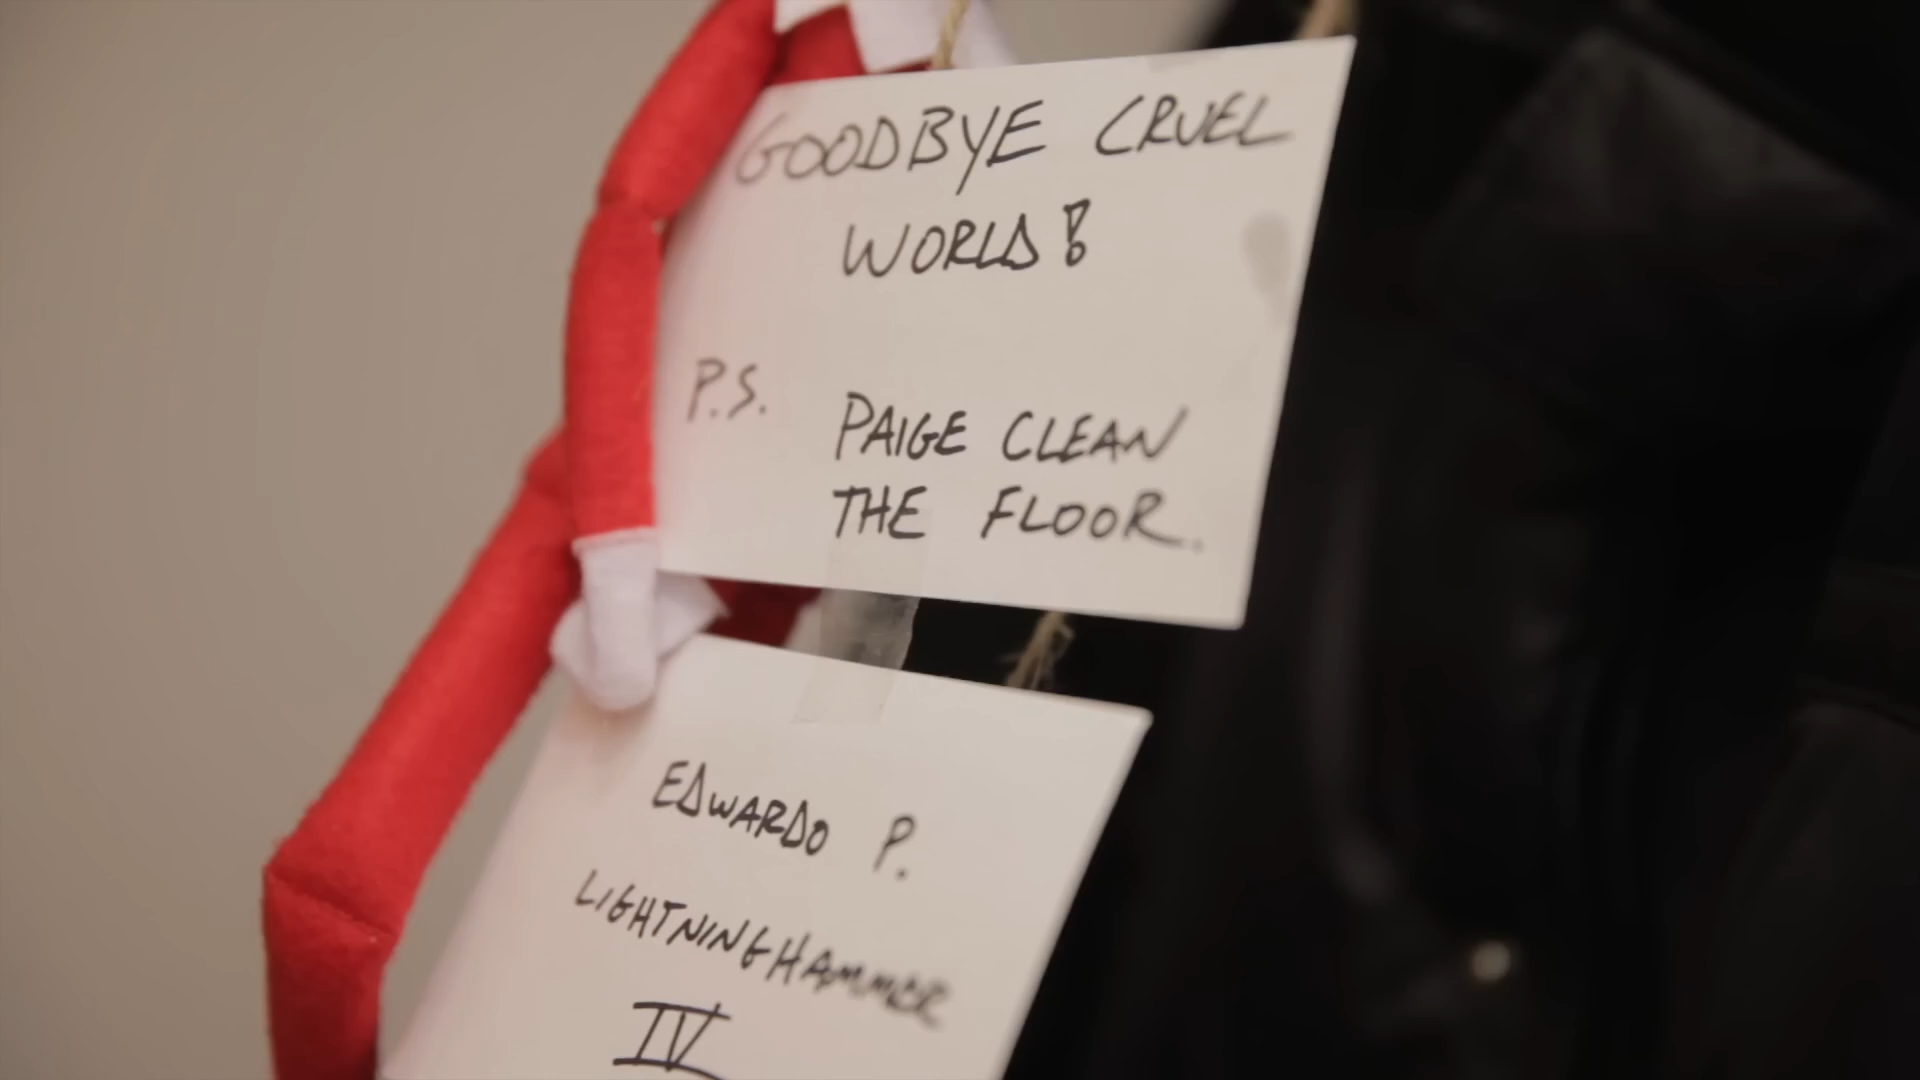 GOODBYE CRUEL
WORLD!
P.S. PAIGE CLEAN
THE FLOOR.
EDWARDO P.
LIGHTNINGHAMMER
IV